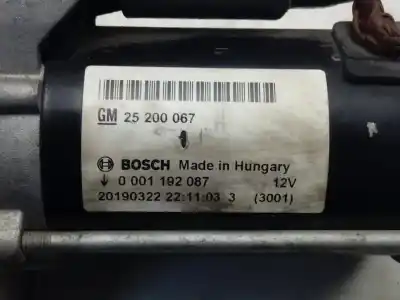 GM 25 200 067
BOSCH Made in Hungary
0 001 192 087 12V
20190322 22:11:03 3 (3001)